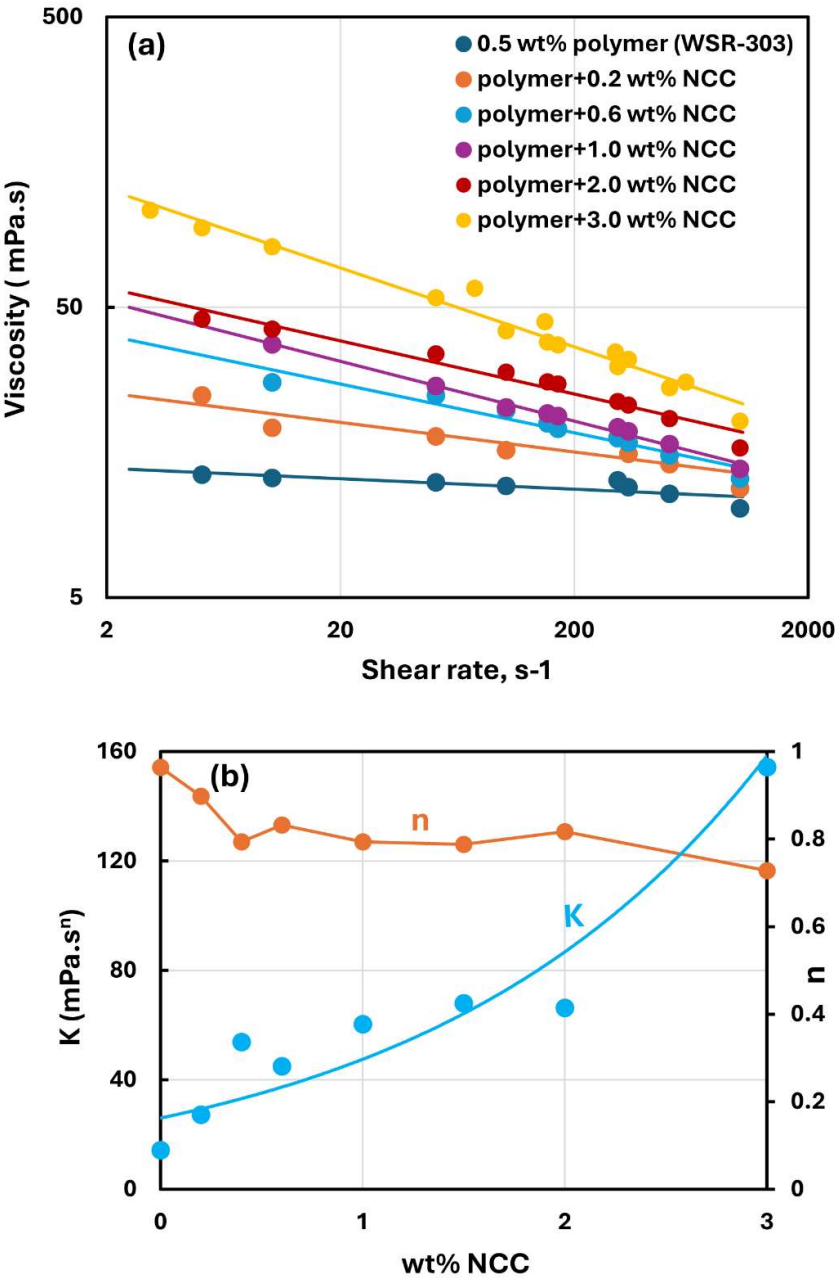 500
(a)
0.5 wt% polymer (WSR-303)
polymer+0.2 wt% NCC
polymer+0.6 wt% NCC
polymer+1.0 wt% NCC
polymer+2.0 wt% NCC
polymer+3.0 wt% NCC
Viscosity ( mPa.s)
50
5
2 20 200 2000
Shear rate, s-1
160 1
(b)
n
120 0.8
K
0.6
80
K (mPa.sⁿ)
n
0.4
40
0.2
0 0
0 1 2 3
wt% NCC